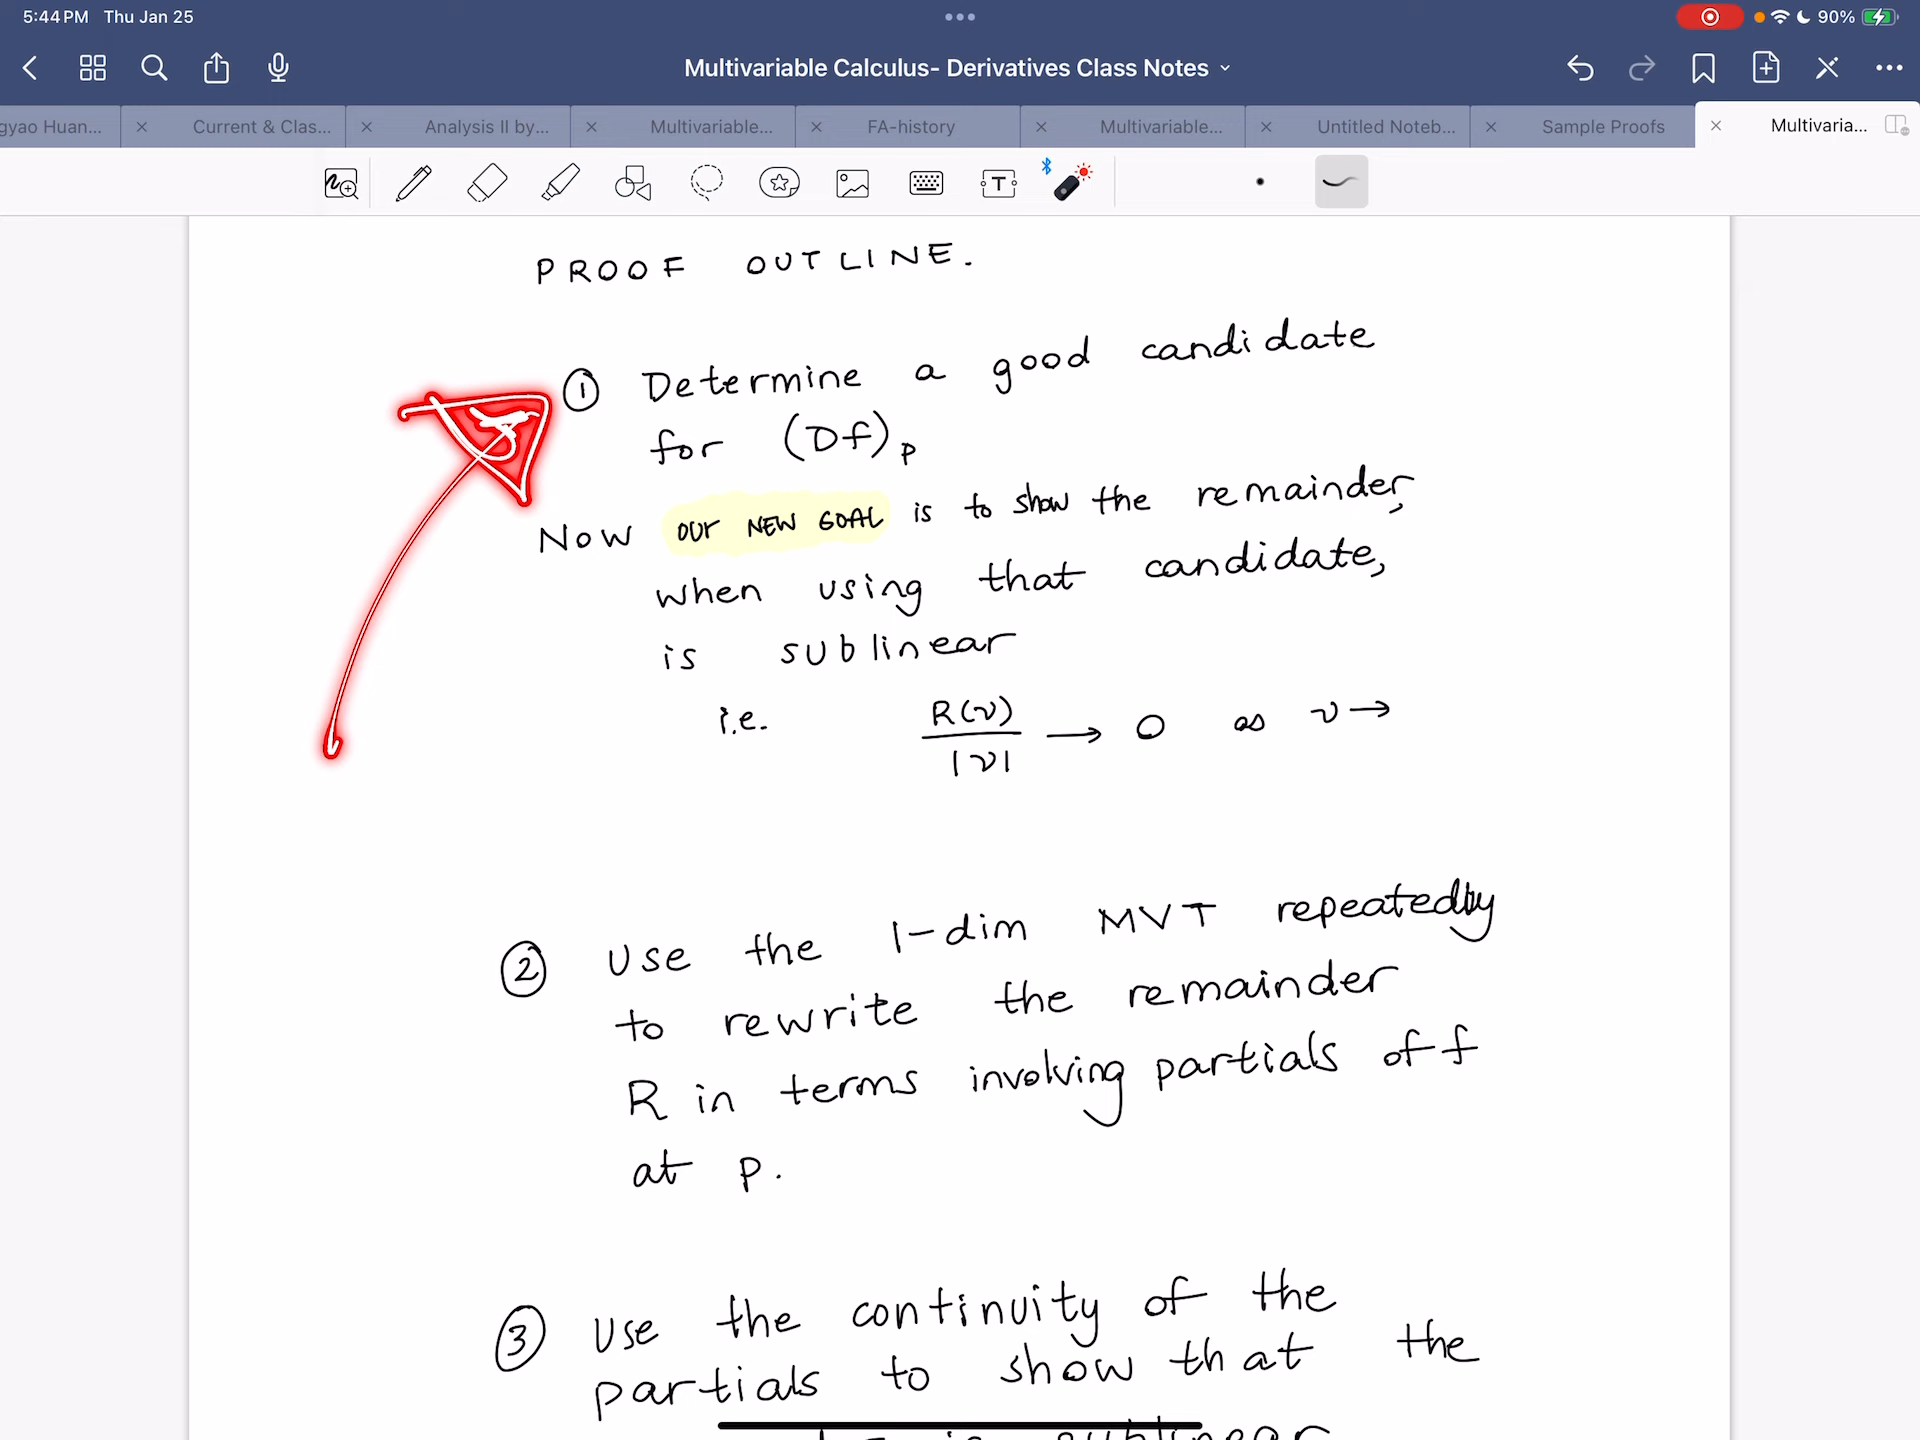 5:44 PM Thu Jan 25
90%
Multivariable Calculus- Derivatives Class Notes
gyao Huan...
Current & Clas...
Analysis II by...
Multivariable...
FA-history
Multivariable...
Untitled Noteb...
Sample Proofs
Multivaria...
PROOF OUTLINE.
① Determine a good candidate
for (Df)p
Now OUR NEW GOAL is to show the remainder,
when using that candidate,
is sublinear
i.e. R(v)/|v| → 0 as v →
② Use the 1-dim MVT repeatedly
to rewrite the remainder
R in terms involving partials of f
at p.
③ Use the continuity of the
partials to show that the
is sublinear